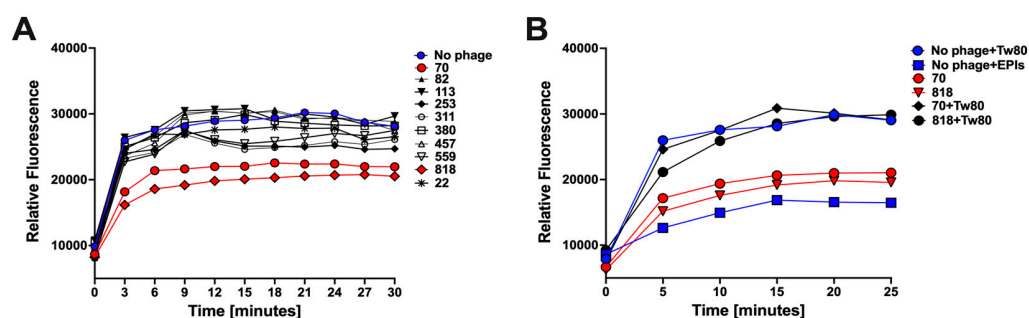 A
Relative Fluorescence
40000
30000
20000
10000
0 3 6 9 12 15 18 21 24 27 30
Time [minutes]
No phage
70
82
113
253
311
380
457
559
818
22
B
Relative Fluorescence
40000
30000
20000
10000
0 5 10 15 20 25
Time [minutes]
No phage+Tw80
No phage+EPIs
70
818
70+Tw80
818+Tw80